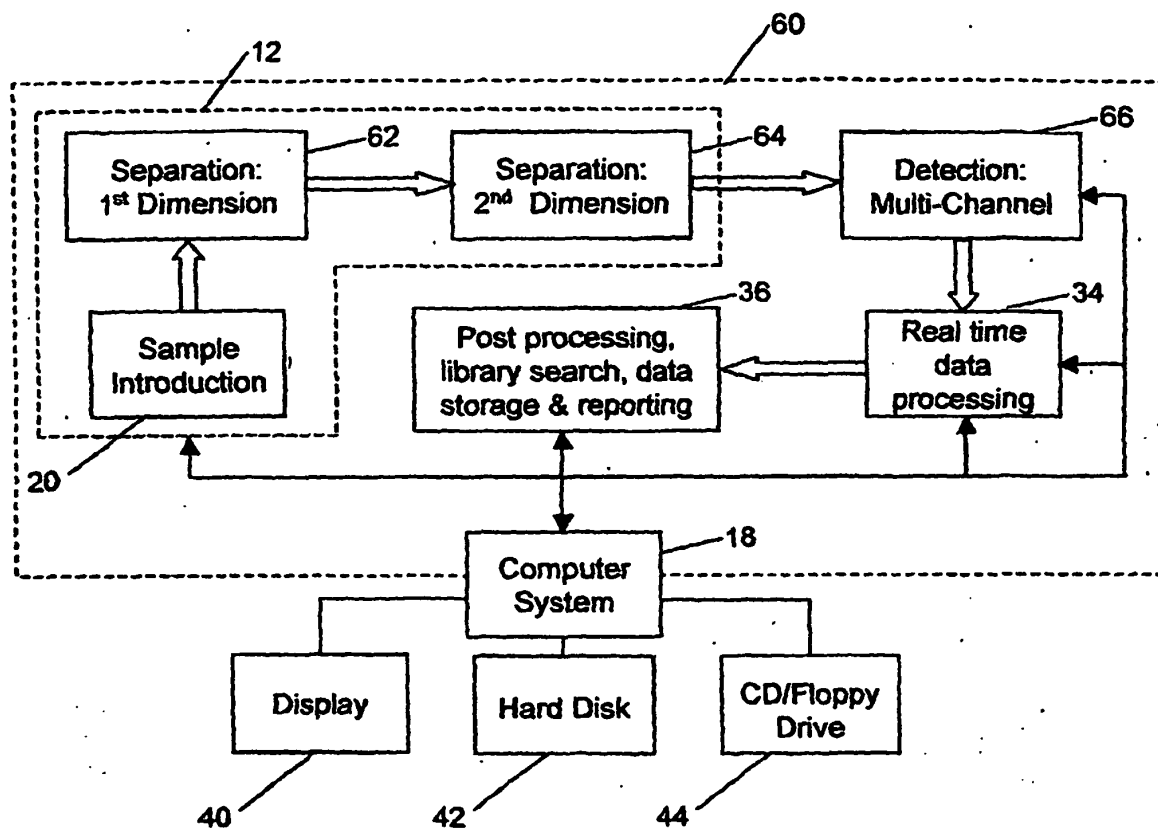 12
60
62
Separation:
1st Dimension
64
Separation:
2nd Dimension
66
Detection:
Multi-Channel
20
Sample
Introduction
36
Post processing,
library search, data
storage & reporting
34
Real time
data
processing
18
Computer
System
Display
Hard Disk
CD/Floppy
Drive
40
42
44